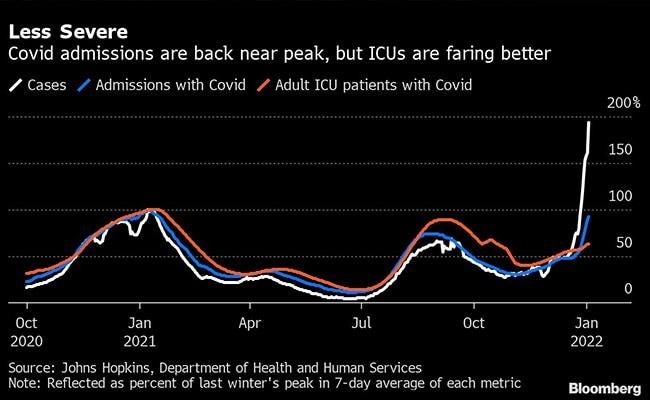 Less Severe
Covid admissions are back near peak, but ICUs are faring better
Cases Admissions with Covid Adult ICU patients with Covid
200%
150
100
50
0
Oct Jan Apr Jul Oct Jan
2020 2021 2022
Source: Johns Hopkins, Department of Health and Human Services
Note: Reflected as percent of last winter's peak in 7-day average of each metric
Bloomberg